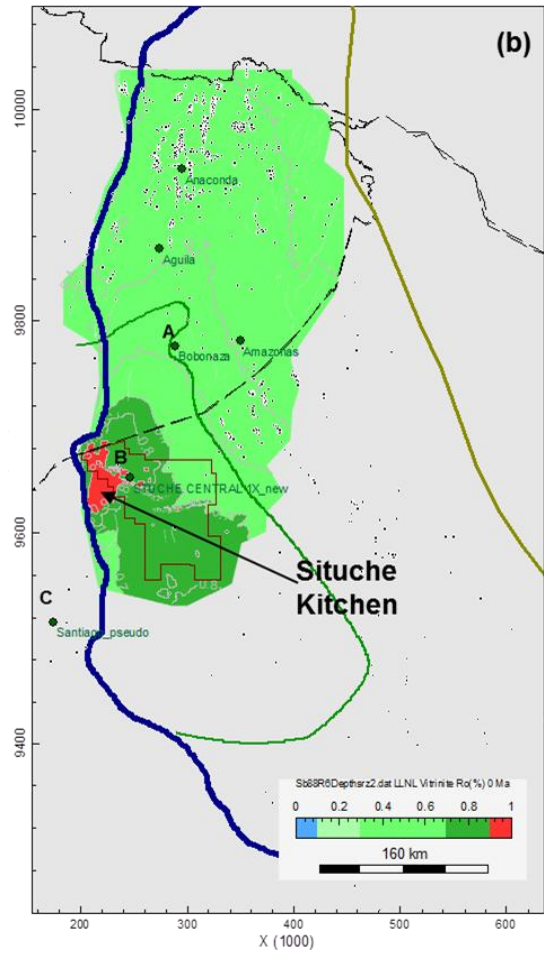 (b)
10000
Anaconda
Aguila
9800
A
Bobonaza
Amazonas
B
SITUCHE CENTRAL 1X_new
9600
0.8
Situche
Kitchen
C
Santiago_pseudo
9400
Sb88R6Depthsrz2.dat LLNL Vitrinite Ro(%) 0 Ma
0 0.2 0.4 0.6 0.8 1
160 km
200 300 400 500 600
X (1000)